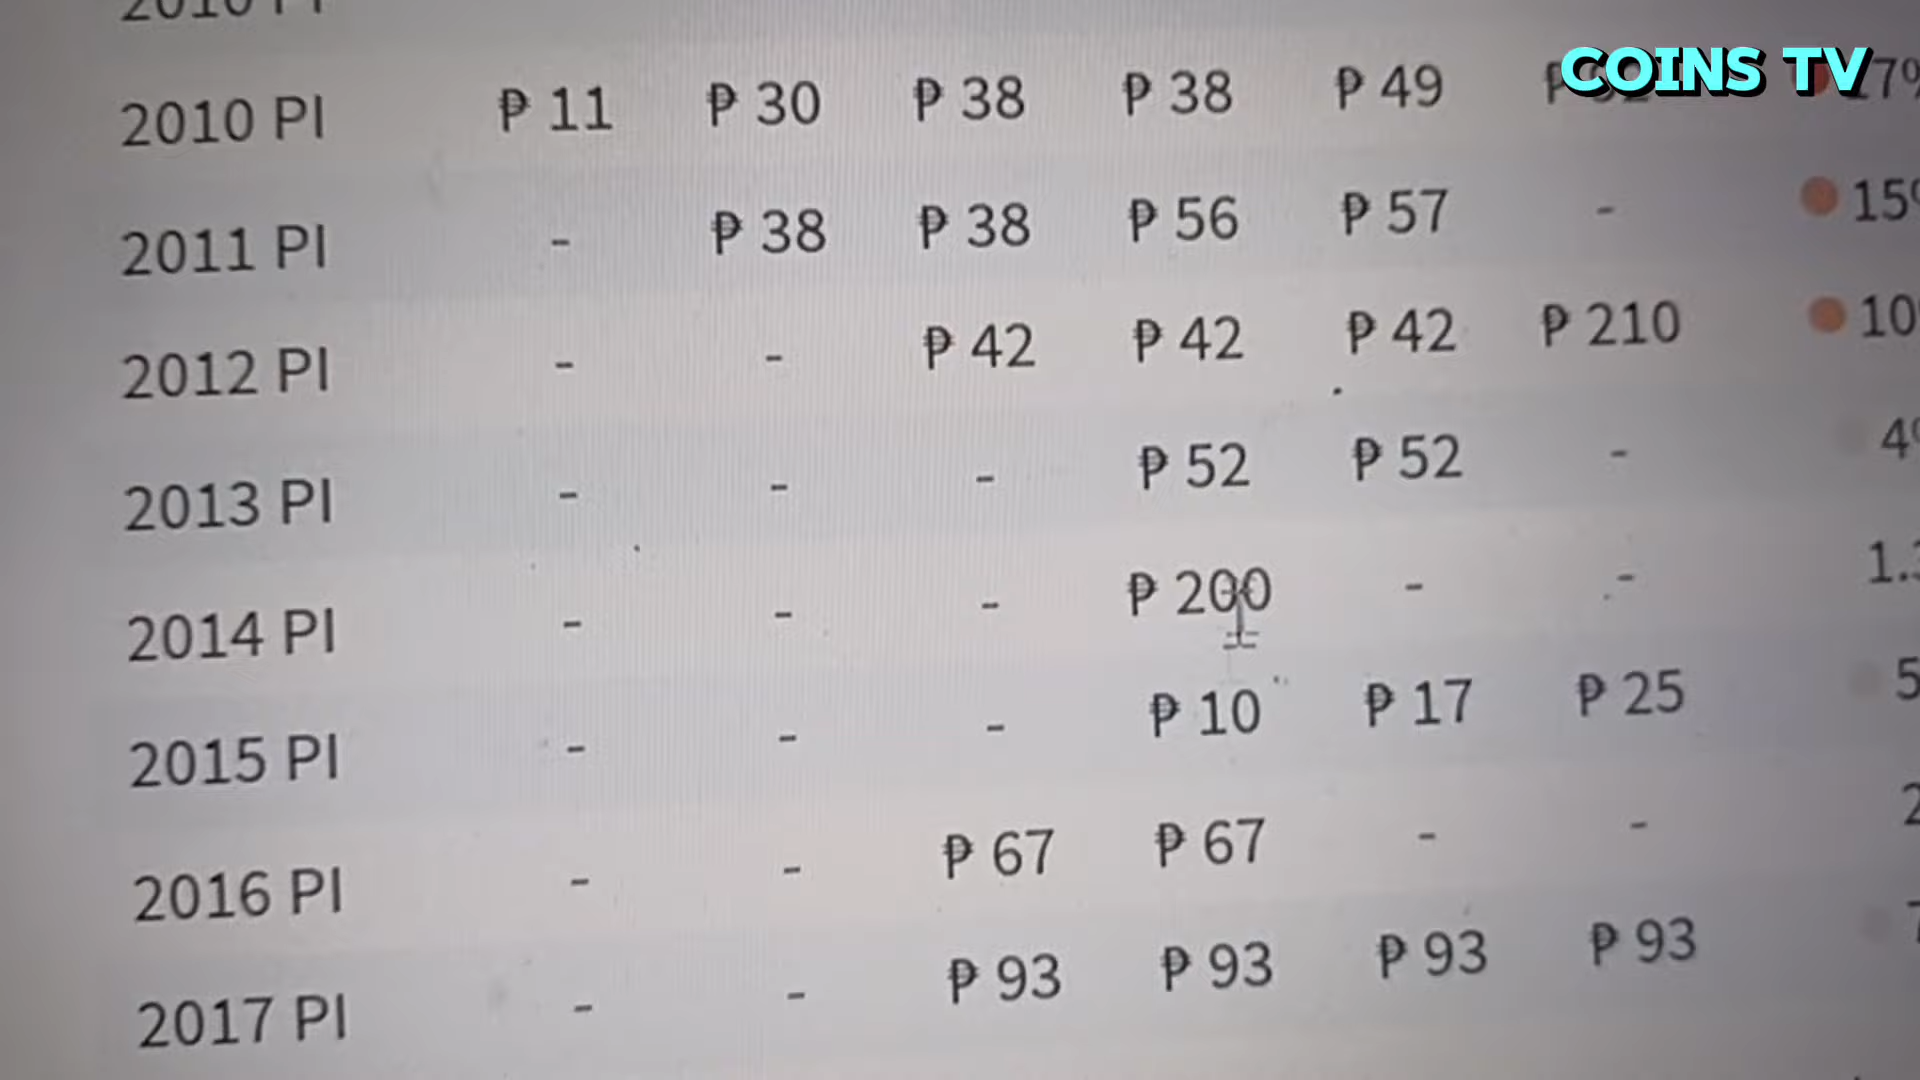 COINS TV
2010 PI ₱ 11 ₱ 30 ₱ 38 ₱ 38 ₱ 49
2011 PI - ₱ 38 ₱ 38 ₱ 56 ₱ 57 -
2012 PI - - ₱ 42 ₱ 42 ₱ 42 ₱ 210
2013 PI - - - ₱ 52 ₱ 52 -
2014 PI - - - ₱ 200 - -
2015 PI - - - ₱ 10 ₱ 17 ₱ 25
2016 PI - - ₱ 67 ₱ 67 - -
2017 PI - - ₱ 93 ₱ 93 ₱ 93 ₱ 93